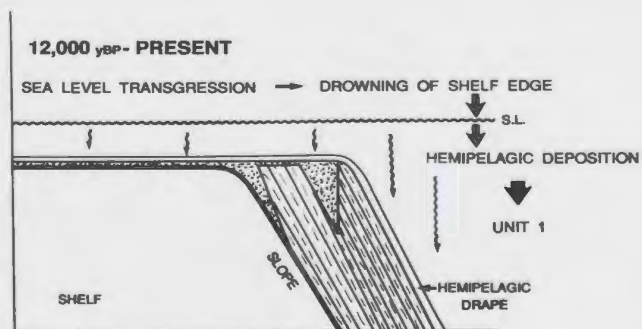 12,000 yBP- PRESENT
SEA LEVEL TRANSGRESSION → DROWNING OF SHELF EDGE
S.L.
HEMIPELAGIC DEPOSITION
UNIT 1
SLOPE
SHELF
HEMIPELAGIC
DRAPE